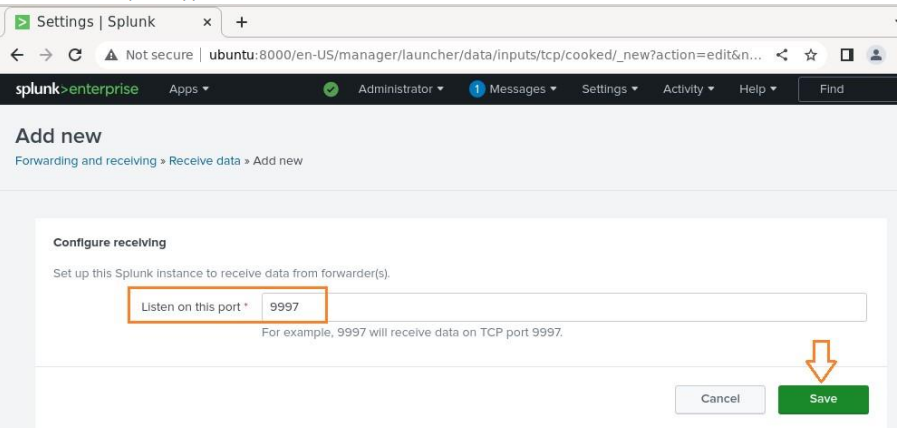 Settings | Splunk
Not secure | ubuntu:8000/en-US/manager/launcher/data/inputs/tcp/cooked/_new?action=edit&n...
splunk>enterprise Apps Administrator 1 Messages Settings Activity Help Find
Add new
Forwarding and receiving » Receive data » Add new
Configure receiving
Set up this Splunk instance to receive data from forwarder(s).
Listen on this port * 9997
For example, 9997 will receive data on TCP port 9997.
Cancel Save